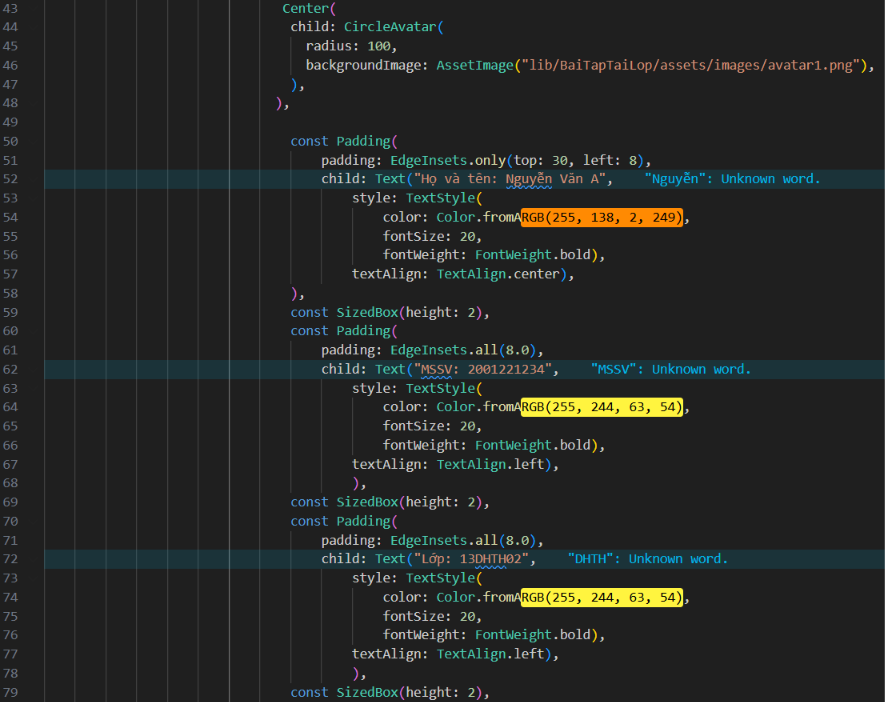 43 Center(
44 child: CircleAvatar(
45 radius: 100,
46 backgroundImage: AssetImage("lib/BaiTapTaiLop/assets/images/avatar1.png"),
47 ),
48 ),
49
50 const Padding(
51 padding: EdgeInsets.only(top: 30, left: 8),
52 child: Text("Họ và tên: Nguyễn Văn A", "Nguyễn": Unknown word.
53 style: TextStyle(
54 color: Color.fromARGB(255, 138, 2, 249),
55 fontSize: 20,
56 fontWeight: FontWeight.bold),
57 textAlign: TextAlign.center),
58 ),
59 const SizedBox(height: 2),
60 const Padding(
61 padding: EdgeInsets.all(8.0),
62 child: Text("MSSV: 2001221234", "MSSV": Unknown word.
63 style: TextStyle(
64 color: Color.fromARGB(255, 244, 63, 54),
65 fontSize: 20,
66 fontWeight: FontWeight.bold),
67 textAlign: TextAlign.left),
68 ),
69 const SizedBox(height: 2),
70 const Padding(
71 padding: EdgeInsets.all(8.0),
72 child: Text("Lớp: 13DHTH02", "DHTH": Unknown word.
73 style: TextStyle(
74 color: Color.fromARGB(255, 244, 63, 54),
75 fontSize: 20,
76 fontWeight: FontWeight.bold),
77 textAlign: TextAlign.left),
78 ),
79 const SizedBox(height: 2),